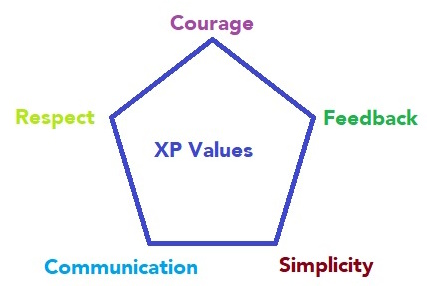 Courage
Respect
Feedback
XP Values
Communication
Simplicity